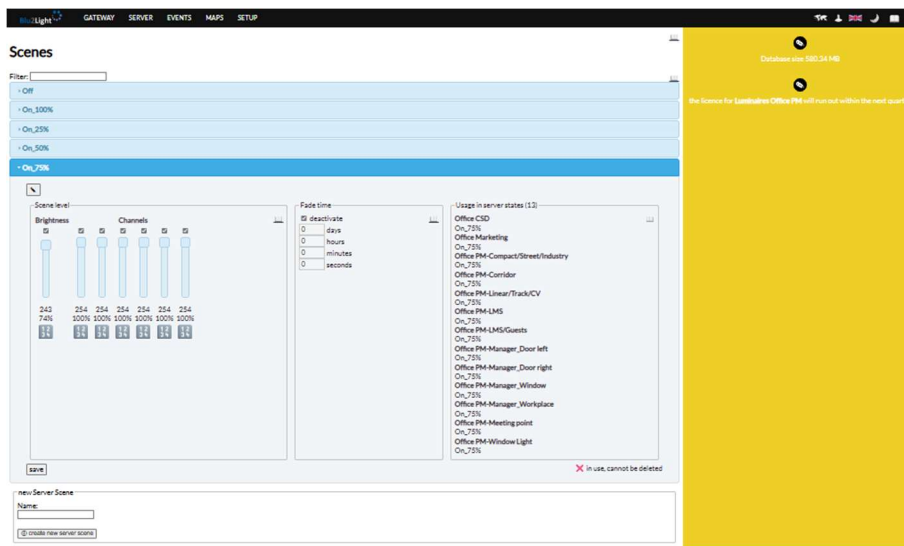 Blu2Light GATEWAY SERVER EVENTS MAPS SETUP
Scenes
Filter:
Off
On_100%
On_25%
On_50%
On_75%
Scene level
Brightness Channels
243 254 254 254 254 254 254
74% 100% 100% 100% 100% 100% 100%
Fade time
deactivate
0 days
0 hours
0 minutes
0 seconds
Usage in server states (13)
Office CSD
On_75%
Office Marketing
On_75%
Office PM-Compact/Street/Industry
On_75%
Office PM-Corridor
On_75%
Office PM-Linear/Track/CV
On_75%
Office PM-LMS
On_75%
Office PM-LMS/Guests
On_75%
Office PM-Manager_Door left
On_75%
Office PM-Manager_Door right
On_75%
Office PM-Manager_Window
On_75%
Office PM-Manager_Workplace
On_75%
Office PM-Meeting point
On_75%
Office PM-Window Light
On_75%
save
in use, cannot be deleted
new Server Scene
Name:
create new server scene
Database size 580.34 MB
the licence for Luminaires Office PM will run out within the next quart